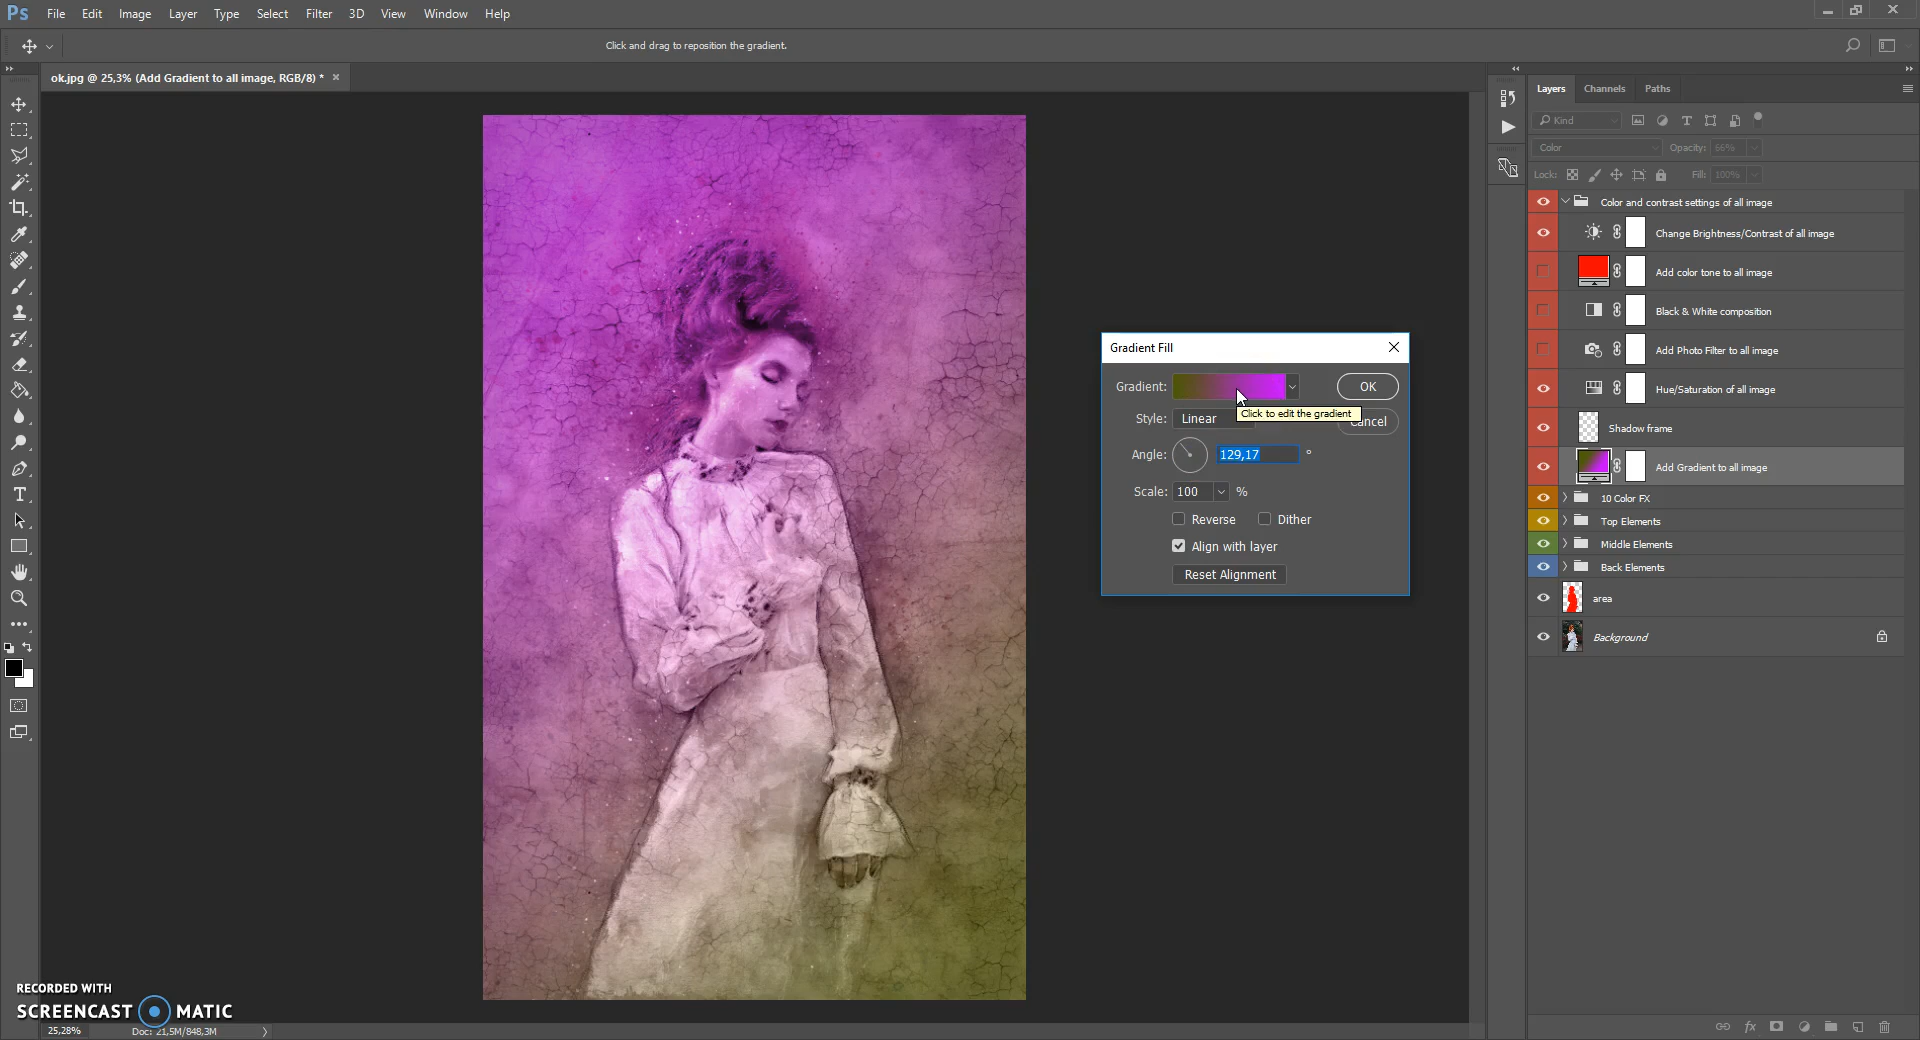 Ps File Edit Image Layer Type Select Filter 3D View Window Help
Click and drag to reposition the gradient.
ok.jpg @ 25,3% (Add Gradient to all image, RGB/8) *
Layers Channels Paths
Kind
Color Opacity: 66%
Lock: Fill: 100%
Color and contrast settings of all image
Change Brightness/Contrast of all image
Add color tone to all image
Black & White composition
Add Photo Filter to all image
Hue/Saturation of all image
Shadow frame
Add Gradient to all image
10 Color FX
Top Elements
Middle Elements
Back Elements
area
Background
Gradient Fill
Gradient: OK
Click to edit the gradient
Style: Linear Cancel
Angle: 129,17 °
Scale: 100 %
Reverse Dither
Align with layer
Reset Alignment
RECORDED WITH
SCREENCAST MATIC
25,28% Doc: 21,5M/848,3M